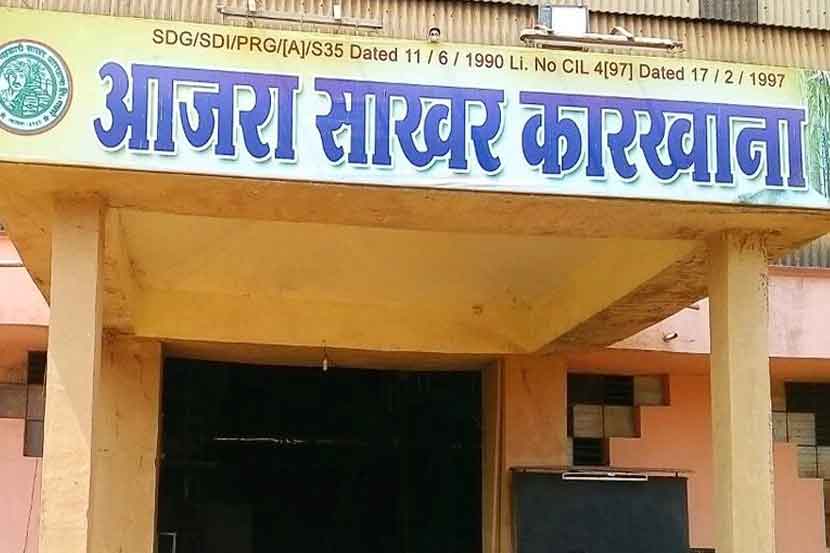 SDG/SDI/PRG/[A]/S35 Dated 11 / 6 / 1990 Li. No CIL 4[97] Dated 17 / 2 / 1997
आजरा साखर कारखाना